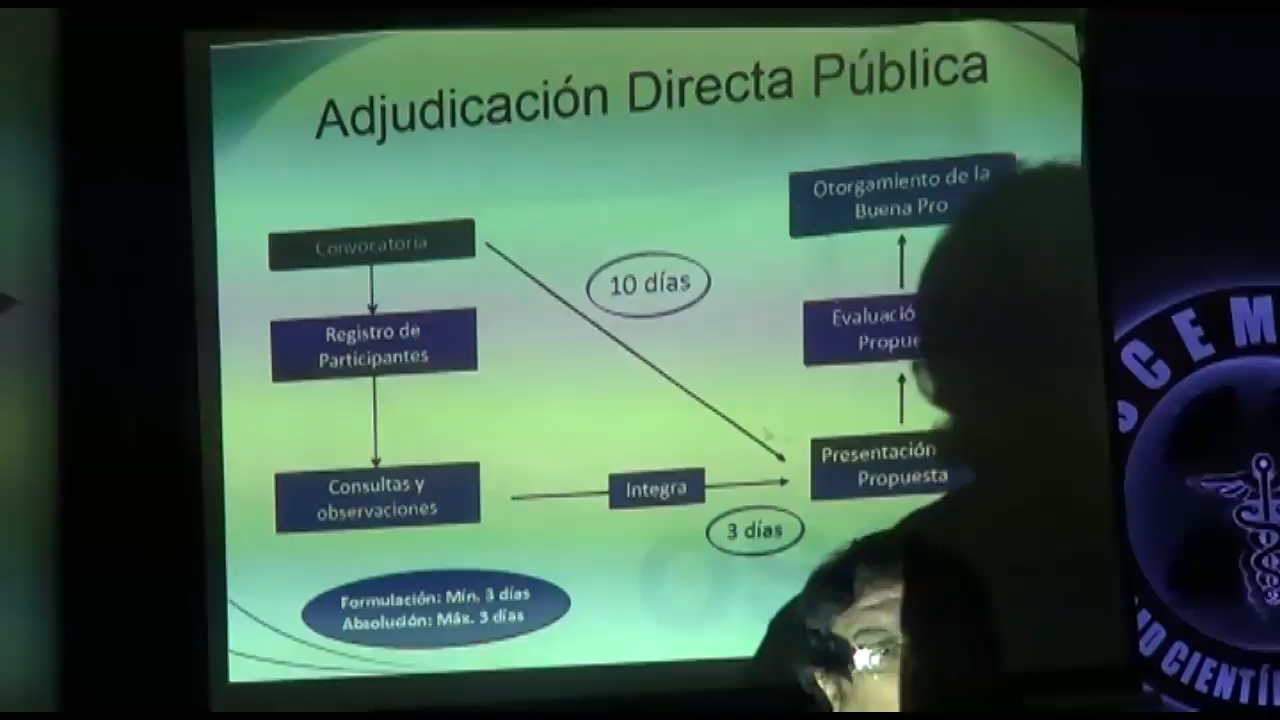 Adjudicación Directa Pública
Convocatoria
Registro de
Participantes
Consultas y
observaciones
Formulación: Mín. 3 días
Absolución: Máx. 3 días
10 días
Integra
3 días
Otorgamiento de la
Buena Pro
Evaluació
Propue
Presentación
Propuesta
SCEM
CIENTÍ